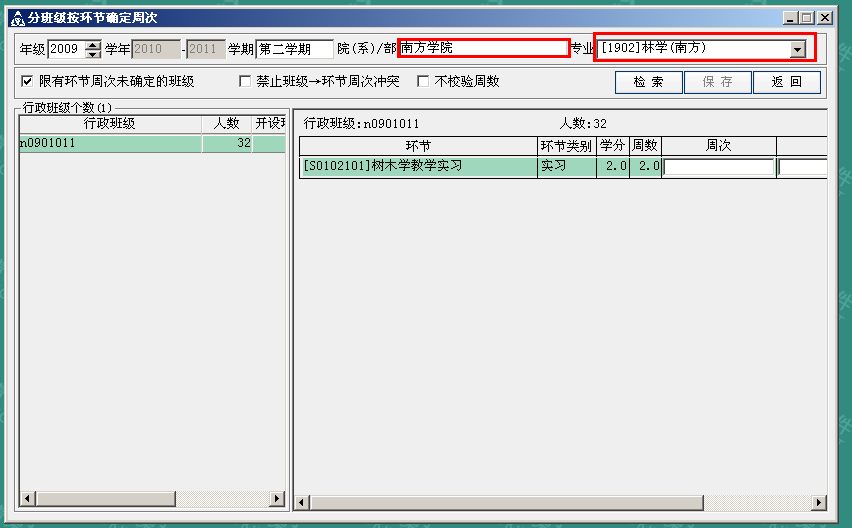 分班级按环节确定周次
年级 2009 学年 2010 - 2011 学期 第二学期 院(系)/部 南方学院 专业 [1902]林学(南方)
限有环节周次未确定的班级 禁止班级→环节周次冲突 不校验周数 检 索 保 存 返 回
行政班级个数(1)
行政班级 人数 开设环
n0901011 32
行政班级:n0901011 人数:32
环节 环节类别 学分 周数 周次
[S0102101]树木学教学实习 实习 2.0 2.0